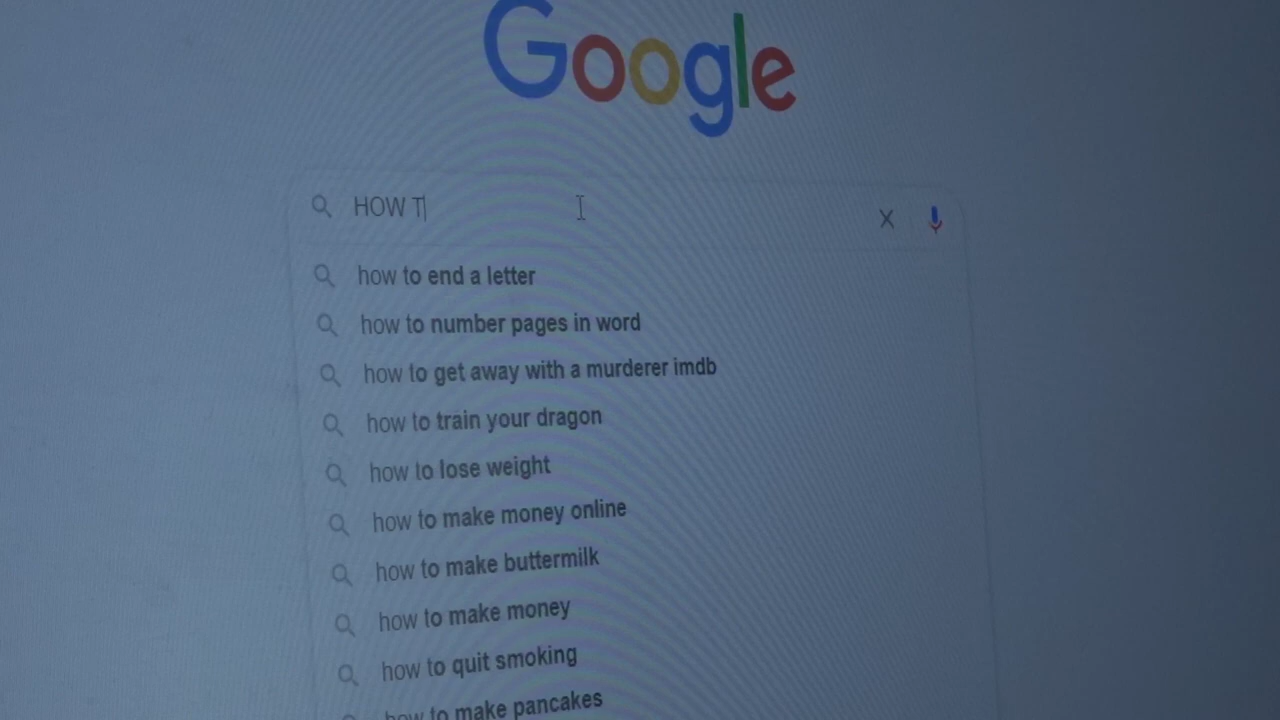 Google
HOW T
how to end a letter
how to number pages in word
how to get away with a murderer imdb
how to train your dragon
how to lose weight
how to make money online
how to make buttermilk
how to make money
how to quit smoking
how to make pancakes